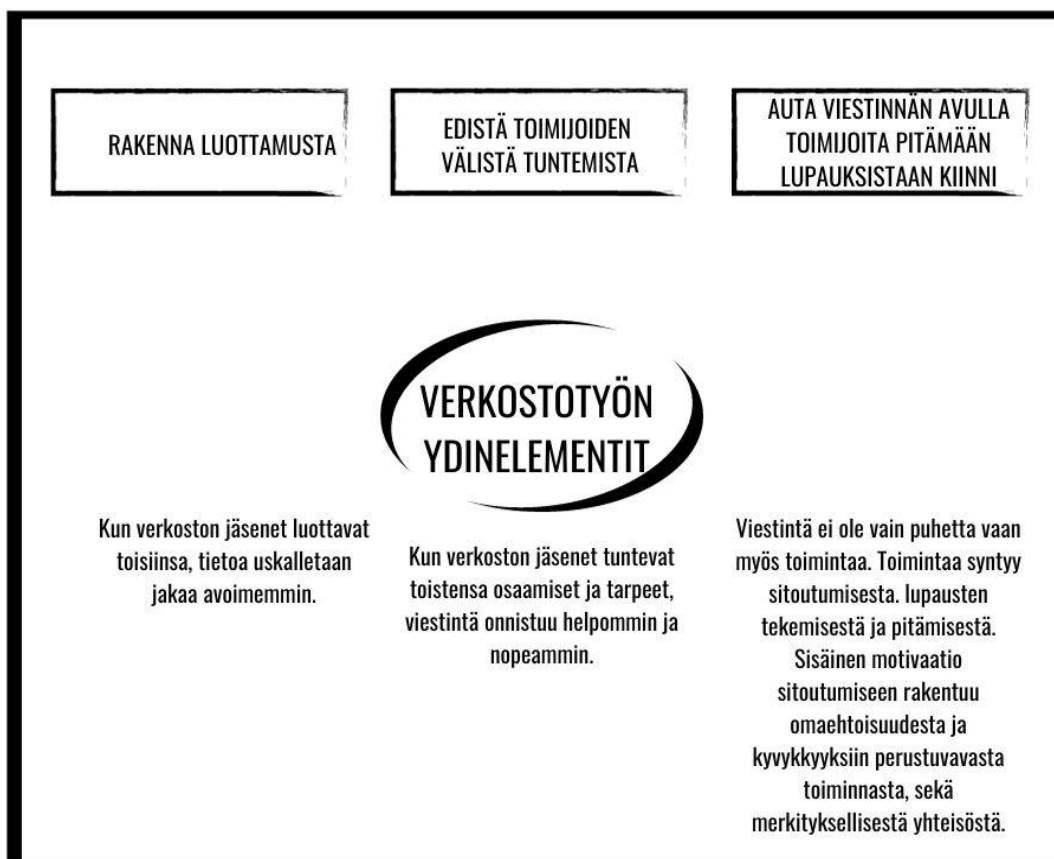 RAKENNA LUOTTAMUSTA
EDISTÄ TOIMIJOIDEN
VÄLISTÄ TUNTEMISTA
AUTA VIESTINNÄN AVULLA
TOIMIJOITA PITÄMÄÄN
LUPAUKSISTAAN KIINNI
VERKOSTOTYÖN
YDINELEMENTIT
Kun verkoston jäsenet luottavat
toisiinsa, tietoa uskalletaan
jakaa avoimemmin.
Kun verkoston jäsenet tuntevat
toistensa osaamiset ja tarpeet,
viestintä onnistuu helpommin ja
nopeammin.
Viestintä ei ole vain puhetta vaan
myös toimintaa. Toimintaa syntyy
sitoutumisesta. lupausten
tekemisestä ja pitämisestä.
Sisäinen motivaatio
sitoutumiseen rakentuu
omaehtoisuudesta ja
kyvykkyyksiin perustuvavasta
toiminnasta, sekä
merkityksellisestä yhteisöstä.